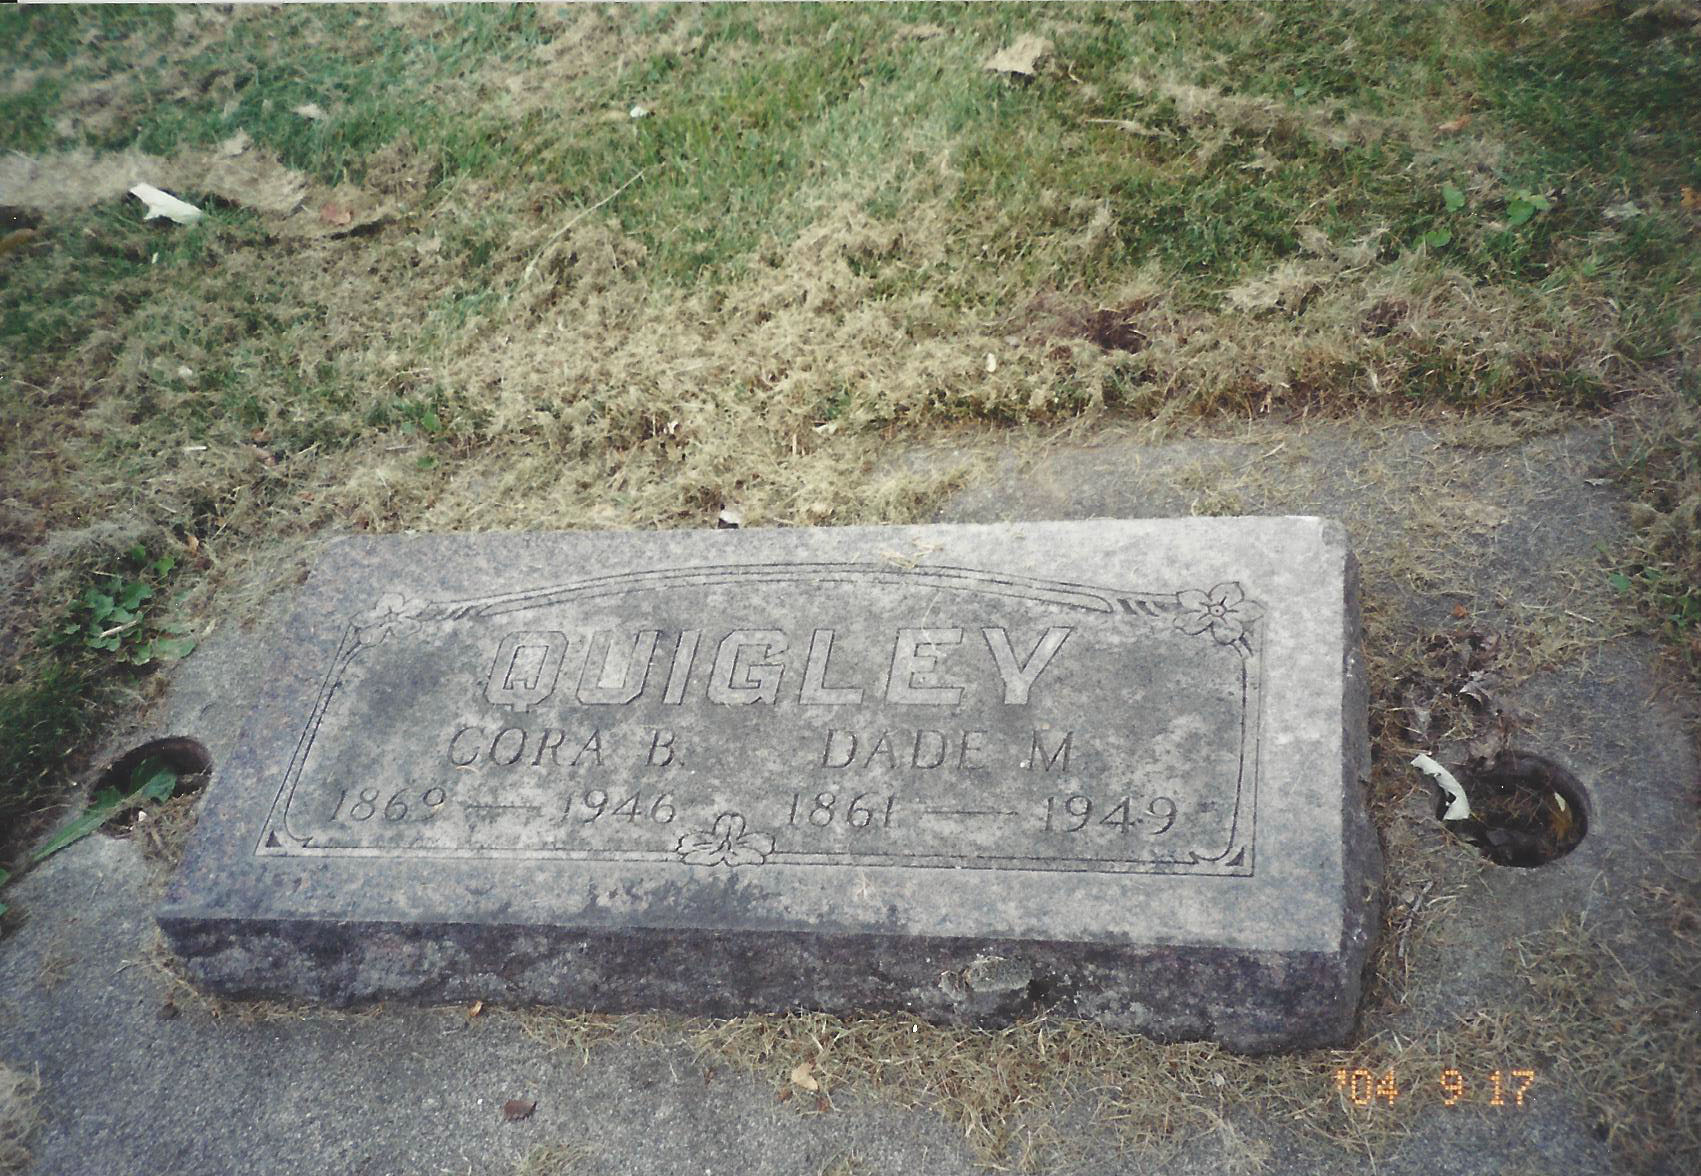 QUIGLEY
CORA B. DADE M.
1869 — 1946 1861 — 1949
'04 9 17